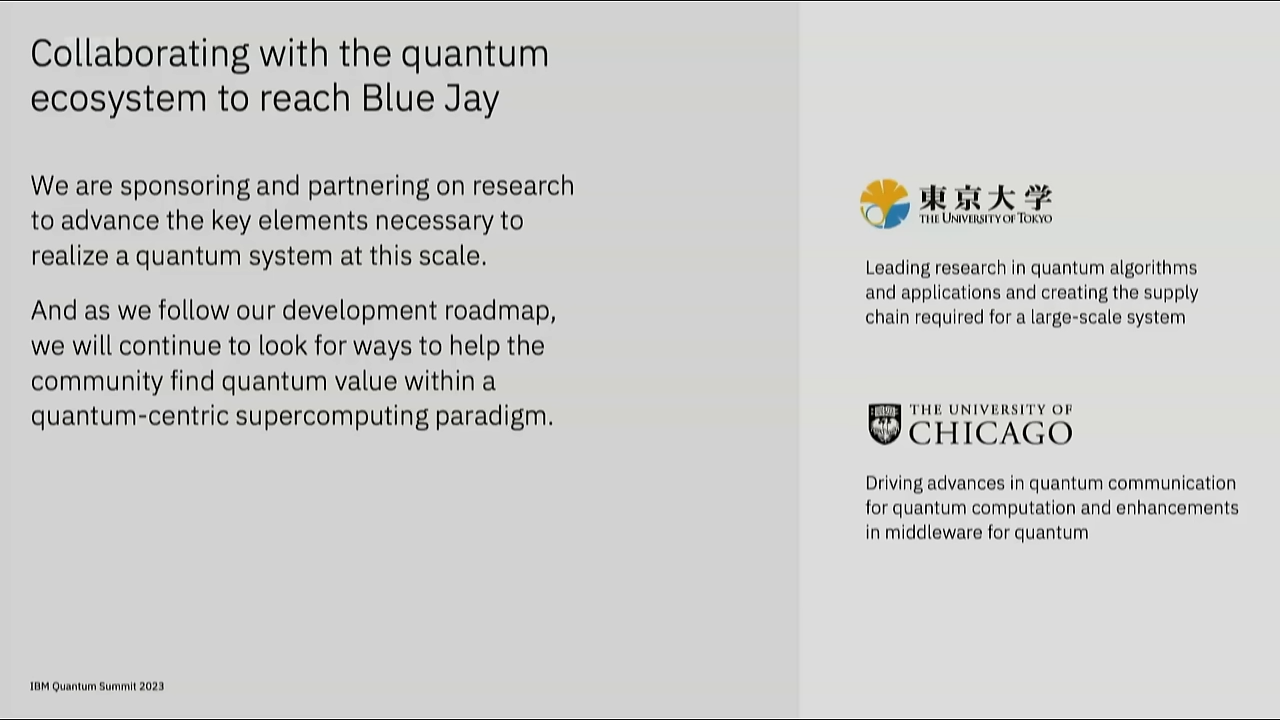 Collaborating with the quantum
ecosystem to reach Blue Jay
We are sponsoring and partnering on research
to advance the key elements necessary to
realize a quantum system at this scale.
And as we follow our development roadmap,
we will continue to look for ways to help the
community find quantum value within a
quantum-centric supercomputing paradigm.
IBM Quantum Summit 2023
東京大学
THE UNIVERSITY OF TOKYO
Leading research in quantum algorithms
and applications and creating the supply
chain required for a large-scale system
THE UNIVERSITY OF
CHICAGO
Driving advances in quantum communication
for quantum computation and enhancements
in middleware for quantum